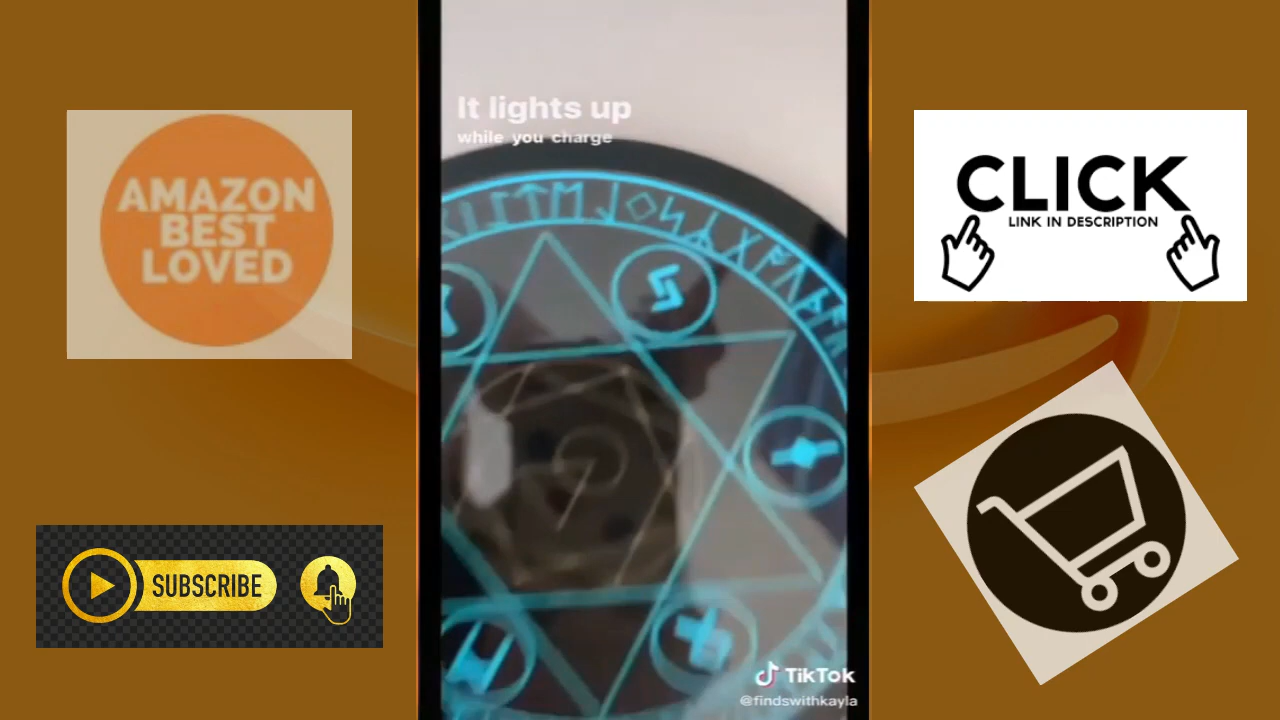 AMAZON
BEST
LOVED
SUBSCRIBE
It lights up
while you charge
TikTok
@findswithkayla
CLICK
LINK IN DESCRIPTION